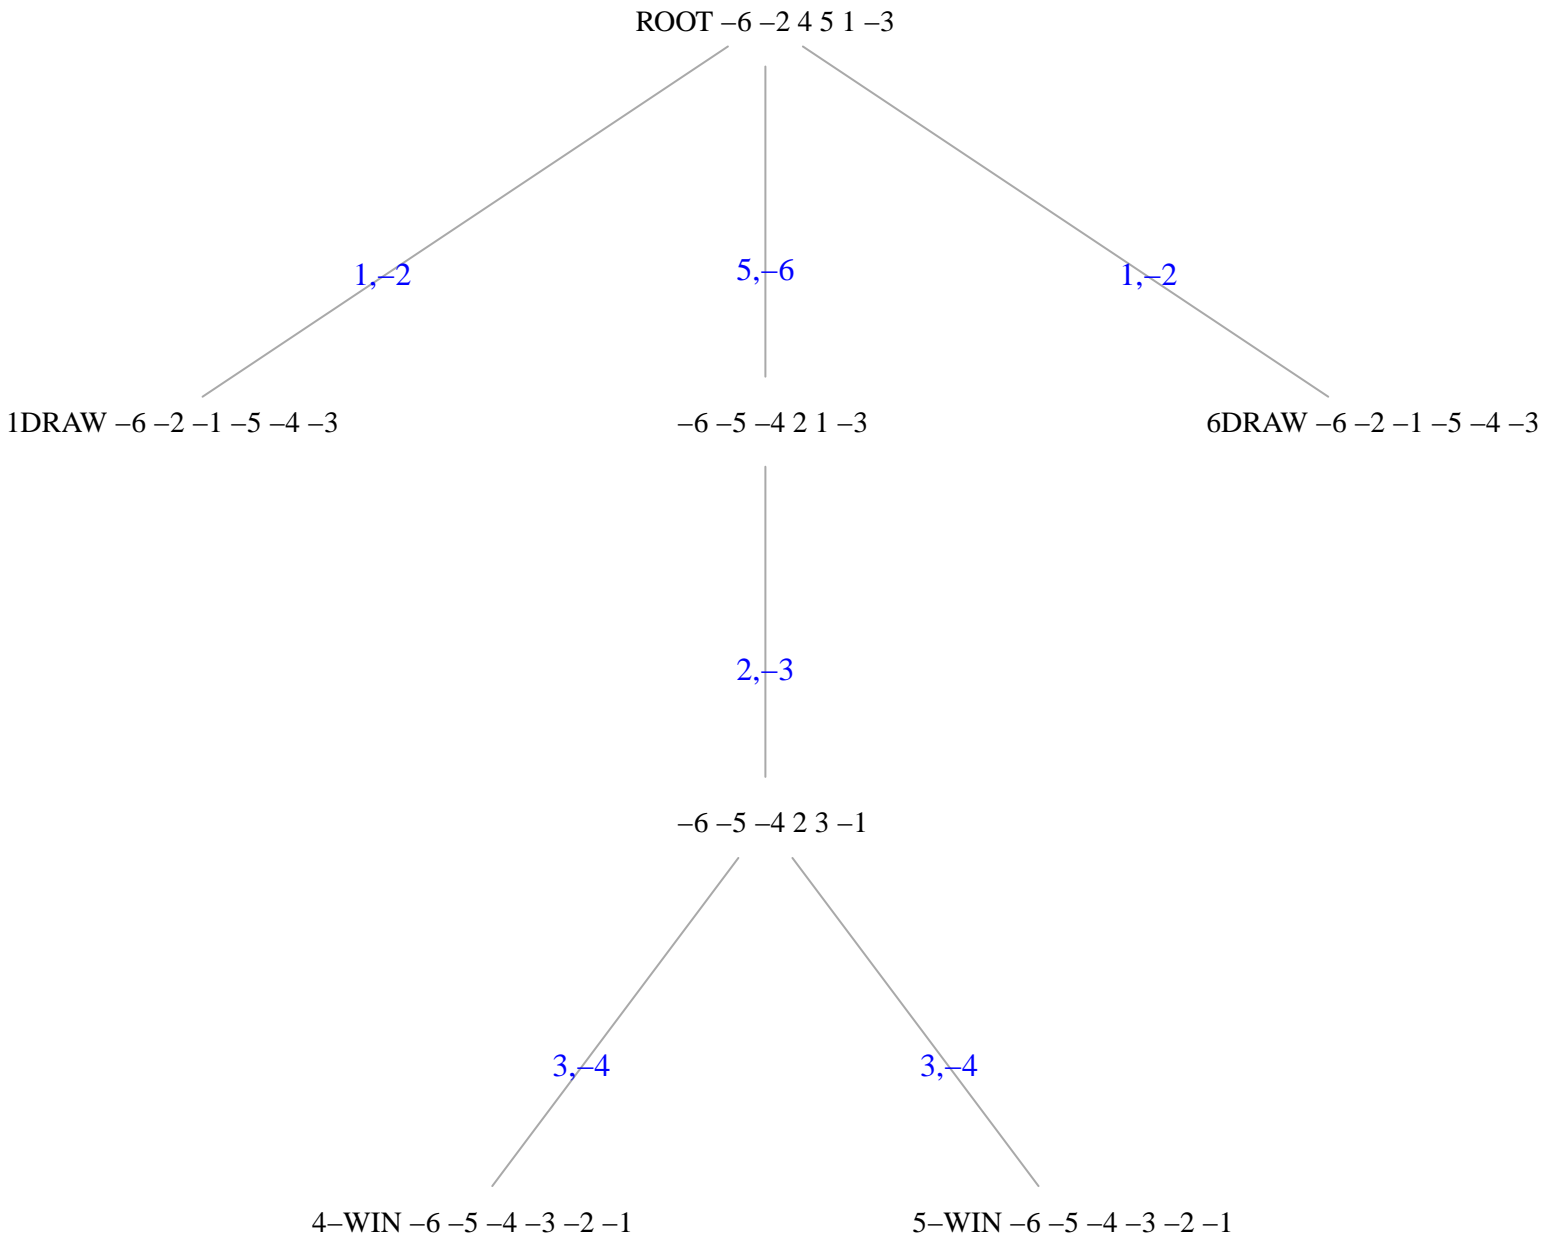 ROOT –6 –2 4 5 1 –3
1,–2
5,–6
1,–2
1DRAW –6 –2 –1 –5 –4 –3
–6 –5 –4 2 1 –3
6DRAW –6 –2 –1 –5 –4 –3
2,–3
–6 –5 –4 2 3 –1
3,–4
3,–4
4–WIN –6 –5 –4 –3 –2 –1
5–WIN –6 –5 –4 –3 –2 –1